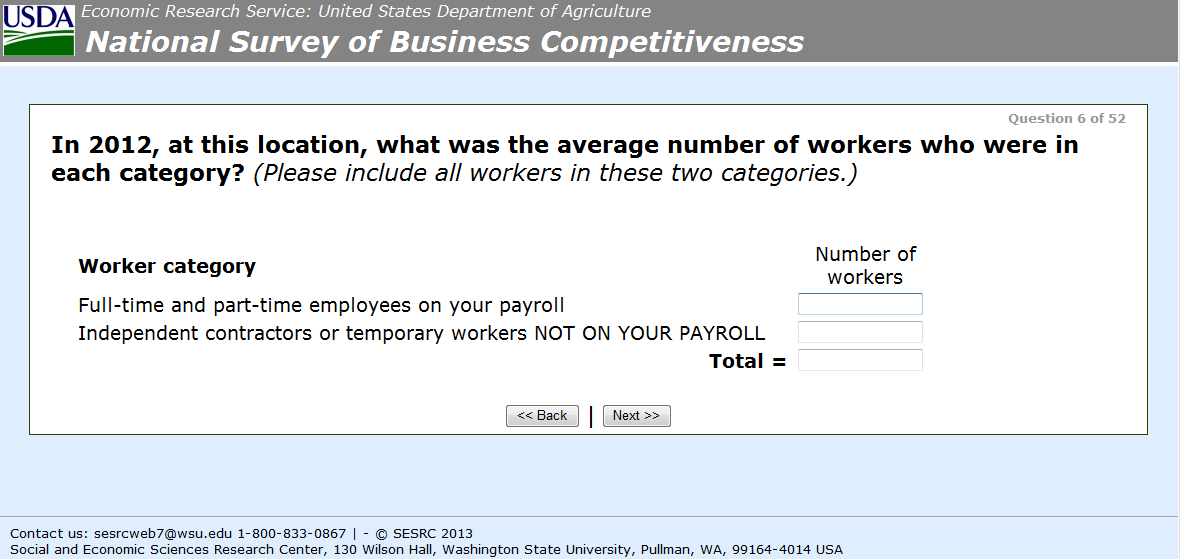 USDA
Economic Research Service: United States Department of Agriculture
National Survey of Business Competitiveness
Question 6 of 52
In 2012, at this location, what was the average number of workers who were in
each category? (Please include all workers in these two categories.)
Worker category
Number of
workers
Full-time and part-time employees on your payroll
Independent contractors or temporary workers NOT ON YOUR PAYROLL
Total =
<< Back | Next >>
Contact us: sesrcweb7@wsu.edu 1-800-833-0867 | - © SESRC 2013
Social and Economic Sciences Research Center, 130 Wilson Hall, Washington State University, Pullman, WA, 99164-4014 USA